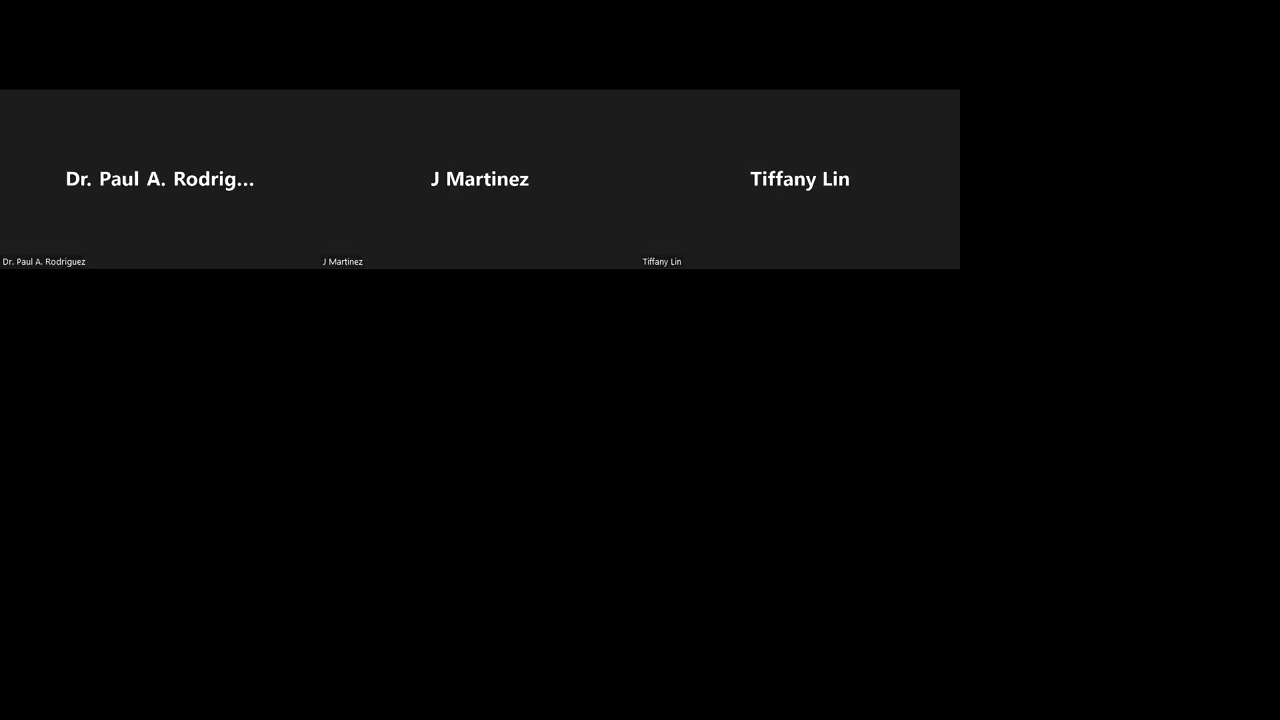 Dr. Paul A. Rodrig...
J Martinez
Tiffany Lin
Dr. Paul A. Rodriguez
J Martinez
Tiffany Lin